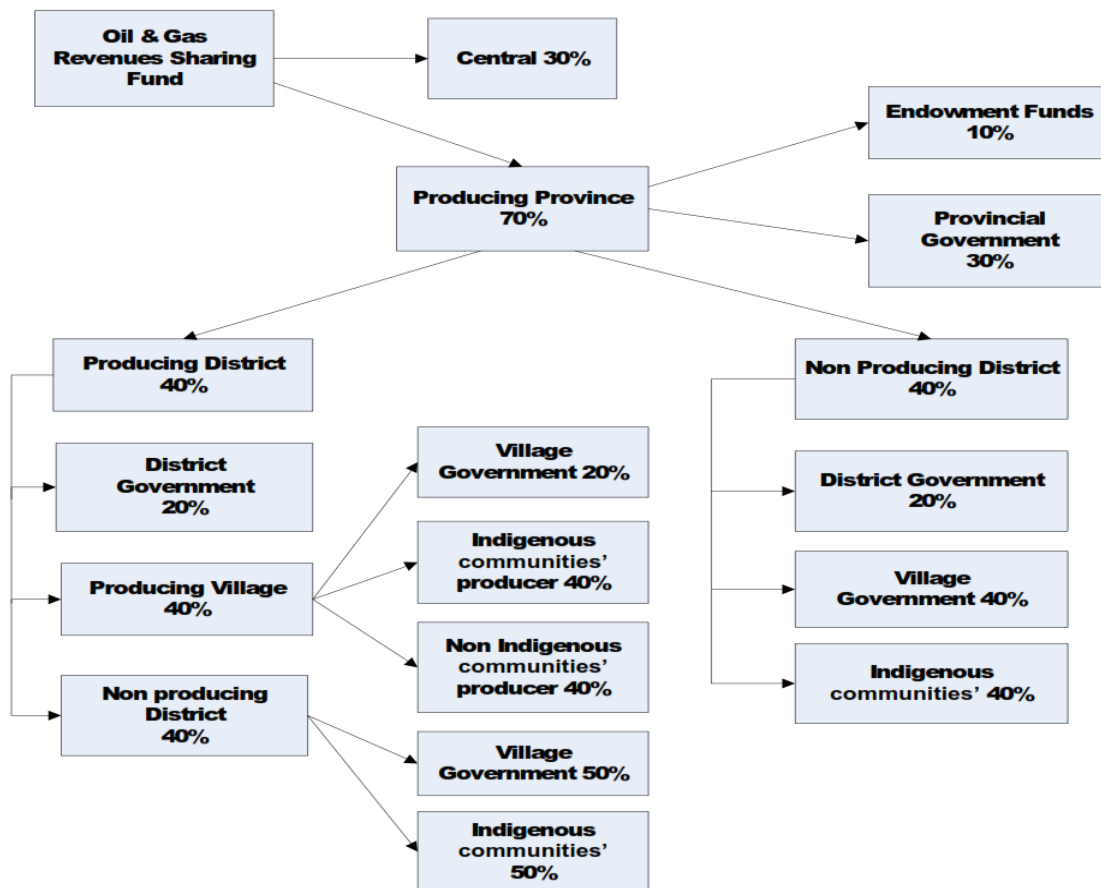 Oil & Gas
Revenues Sharing
Fund
Central 30%
Endowment Funds
10%
Producing Province
70%
Provincial
Government
30%
Producing District
40%
Non Producing District
40%
District
Government
20%
Village
Government 20%
District Government
20%
Indigenous
communities’
producer 40%
Producing Village
40%
Village
Government 40%
Non Indigenous
communities’
producer 40%
Indigenous
communities’ 40%
Non producing
District
40%
Village
Government 50%
Indigenous
communities’
50%